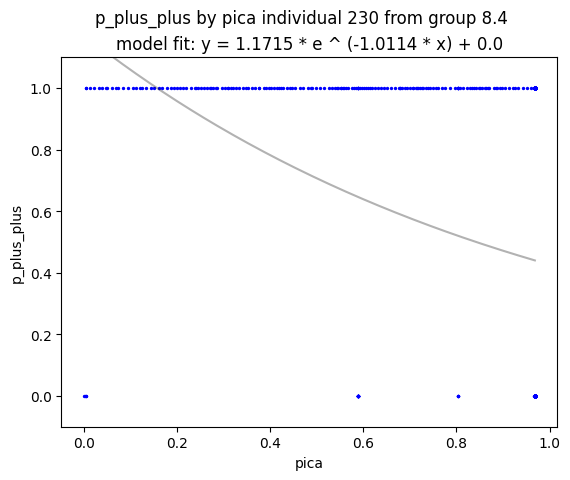 p_plus_plus by pica individual 230 from group 8.4
model fit: y = 1.1715 * e ^ (-1.0114 * x) + 0.0
1.0
0.8
0.6
0.4
0.2
0.0
p_plus_plus
0.0 0.2 0.4 0.6 0.8 1.0
pica